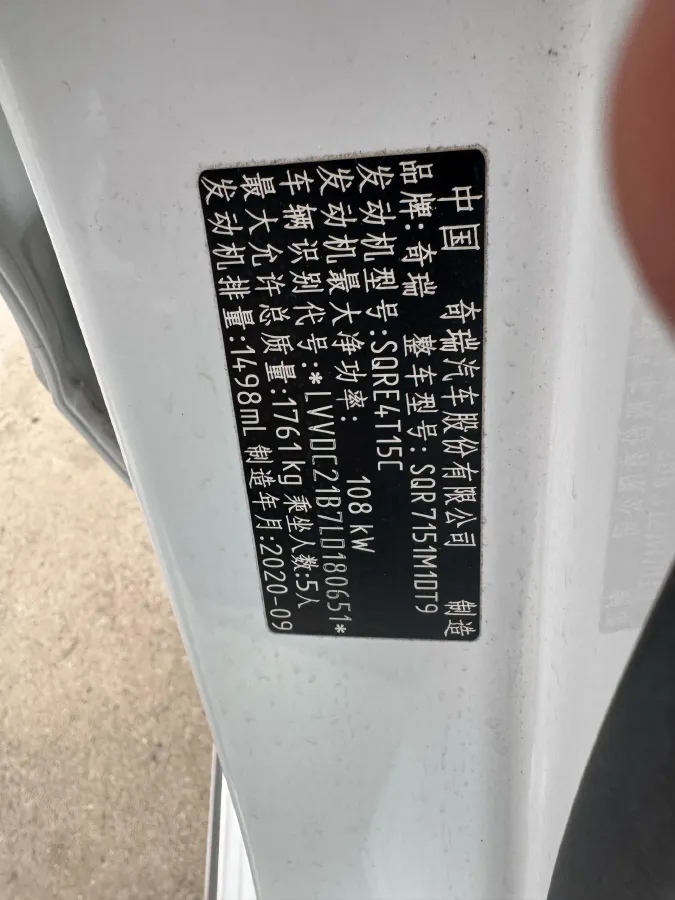 中国 奇瑞汽车股份有限公司 制造
品牌:奇瑞 整车型号:SQR7151M1DT9
发动机型号:SQRE4T15C
发动机最大净功率: 108 kW
车辆识别代号:*LVVDC21B7LD180651*
最大允许总质量:1761kg 乘坐人数:5人
发动机排量:1498mL 制造年月:2020-09